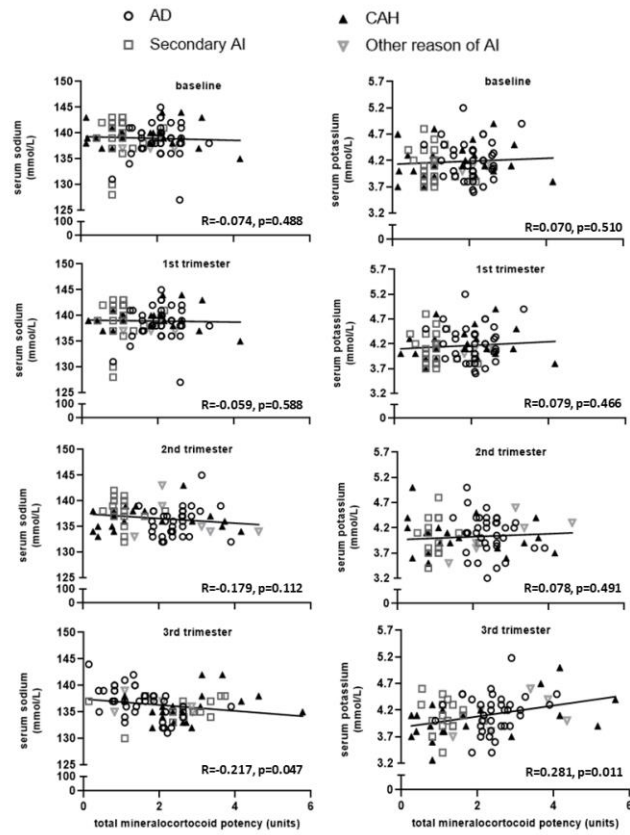 AD
CAH
Secondary AI
Other reason of AI
baseline
serum sodium
(mmol/L)
150
145
140
135
130
125
100
0
R=-0.074, p=0.488
baseline
serum potassium
(mmol/L)
5.7
5.2
4.7
4.2
3.7
3.2
0
R=0.070, p=0.510
1st trimester
serum sodium
(mmol/L)
150
145
140
135
130
125
100
0
R=-0.059, p=0.588
1st trimester
serum potassium
(mmol/L)
5.7
5.2
4.7
4.2
3.7
3.2
0
R=0.079, p=0.466
2nd trimester
serum sodium
(mmol/L)
150
145
140
135
130
125
100
0
R=-0.179, p=0.112
2nd trimester
serum potassium
(mmol/L)
5.7
5.2
4.7
4.2
3.7
3.2
0
R=0.078, p=0.491
3rd trimester
serum sodium
(mmol/L)
150
145
140
135
130
125
100
0
R=-0.217, p=0.047
0 2 4 6
total mineralocortocoid potency (units)
3rd trimester
serum potassium
(mmol/L)
5.7
5.2
4.7
4.2
3.7
3.2
0
R=0.281, p=0.011
0 2 4 6
total mineralocorticoid potency (units)